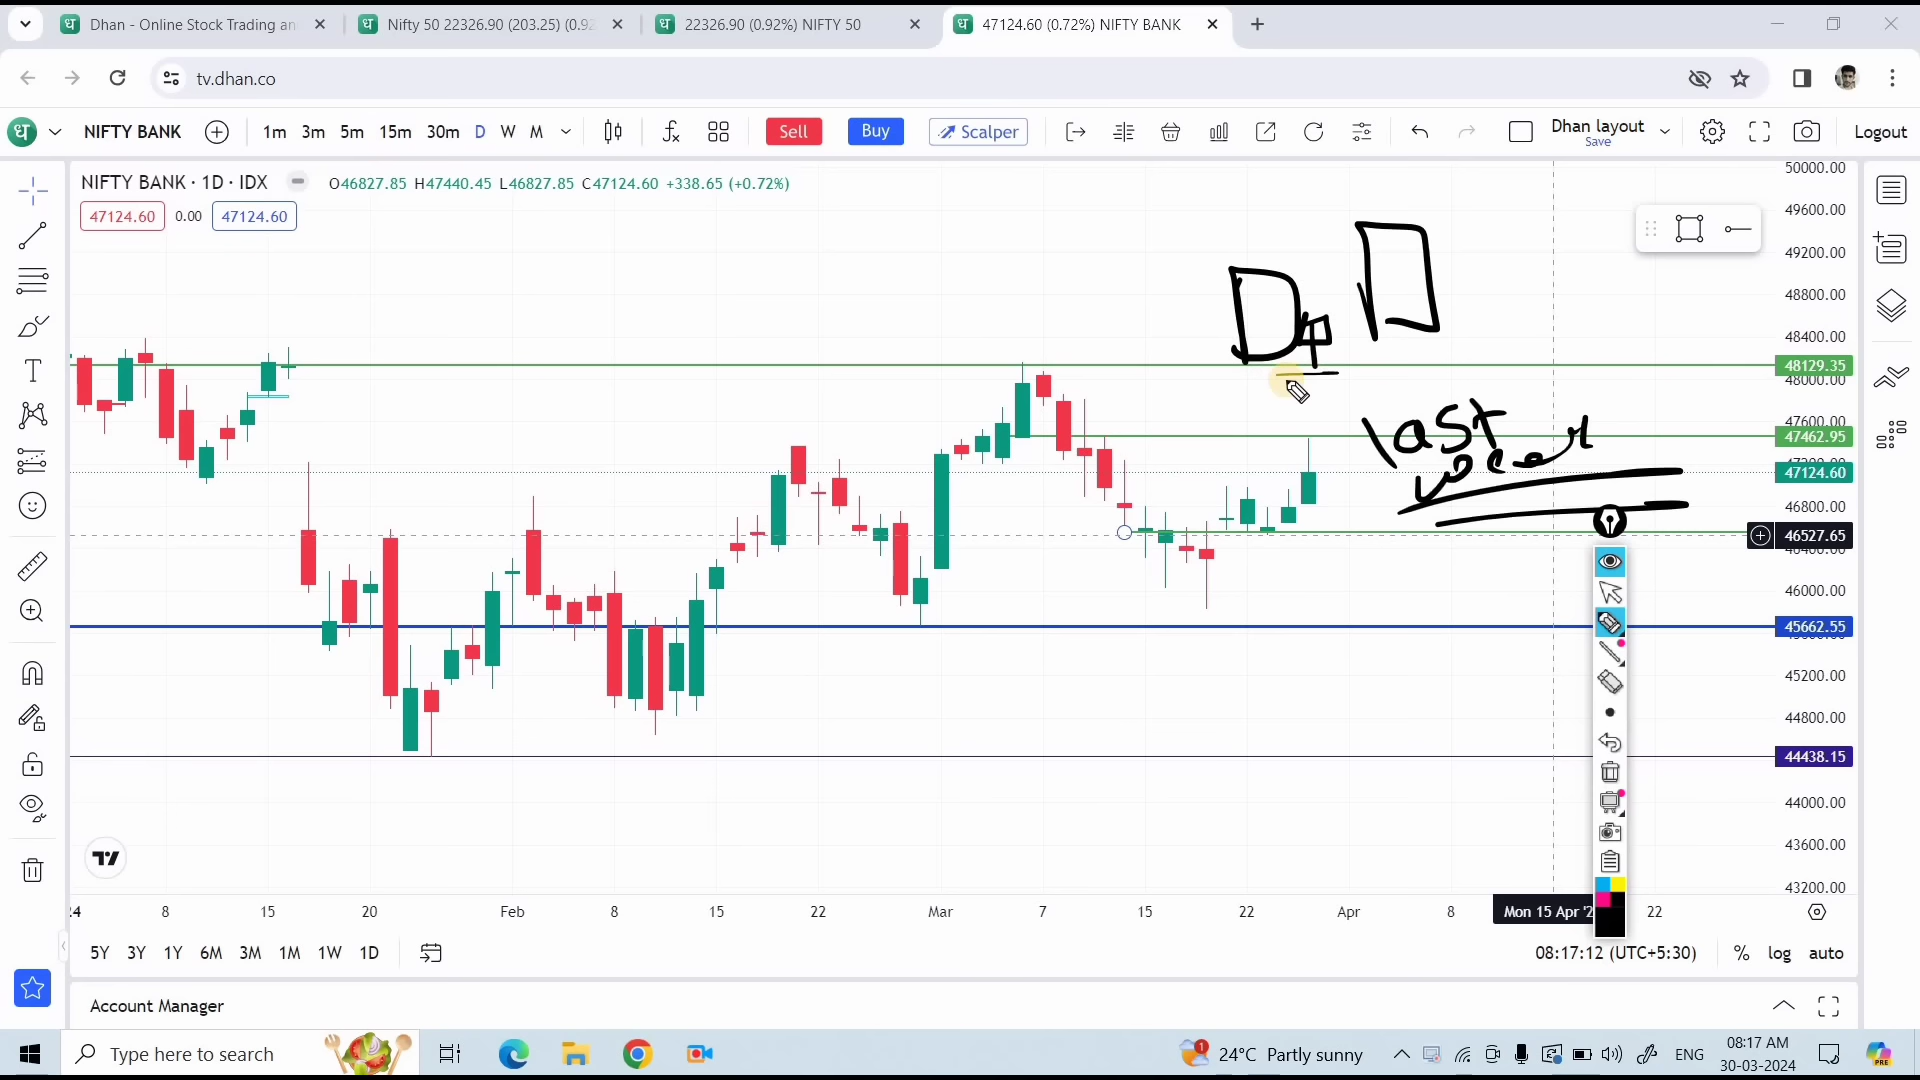 Dhan - Online Stock Trading an
Nifty 50 22326.90 (203.25) (0.92
22326.90 (0.92%) NIFTY 50
47124.60 (0.72%) NIFTY BANK
tv.dhan.co
NIFTY BANK 1m 3m 5m 15m 30m D W M Sell Buy Scalper Dhan layout Logout
Save
NIFTY BANK · 1D · IDX O46827.85 H47440.45 L46827.85 C47124.60 +338.65 (+0.72%)
47124.60 0.00 47124.60
last
50000.00
49600.00
49200.00
48800.00
48400.00
48129.35
48000.00
47600.00
47462.95
47124.60
46800.00
46527.65
46400.00
46000.00
45662.55
45200.00
44800.00
44438.15
44000.00
43600.00
43200.00
24 8 15 20 Feb 8 15 22 Mar 7 15 22 Apr 8 Mon 15 Apr '2 22
5Y 3Y 1Y 6M 3M 1M 1W 1D 08:17:12 (UTC+5:30) % log auto
Account Manager
Type here to search
24°C Partly sunny
ENG
08:17 AM
30-03-2024